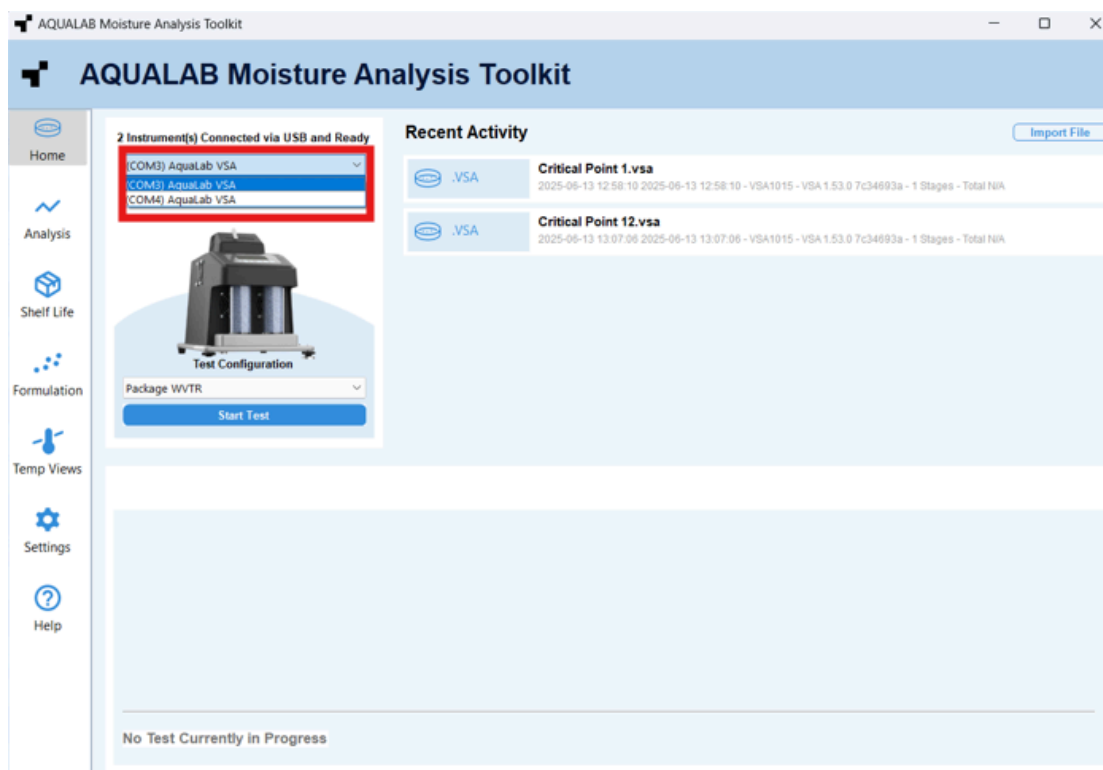 AQUALAB Moisture Analysis Toolkit
AQUALAB Moisture Analysis Toolkit
Home
Analysis
Shelf Life
Formulation
Temp Views
Settings
Help
2 Instrument(s) Connected via USB and Ready
(COM3) AquaLab VSA
(COM3) AquaLab VSA
(COM4) AquaLab VSA
Test Configuration
Package WVTR
Start Test
Recent Activity
Import File
.VSA
Critical Point 1.vsa
2025-06-13 12:58:10 2025-06-13 12:58:10 - VSA1015 - VSA 1.53.0 7c34693a - 1 Stages - Total N/A
.VSA
Critical Point 12.vsa
2025-06-13 13:07:06 2025-06-13 13:07:06 - VSA1015 - VSA 1.53.0 7c34693a - 1 Stages - Total N/A
No Test Currently in Progress